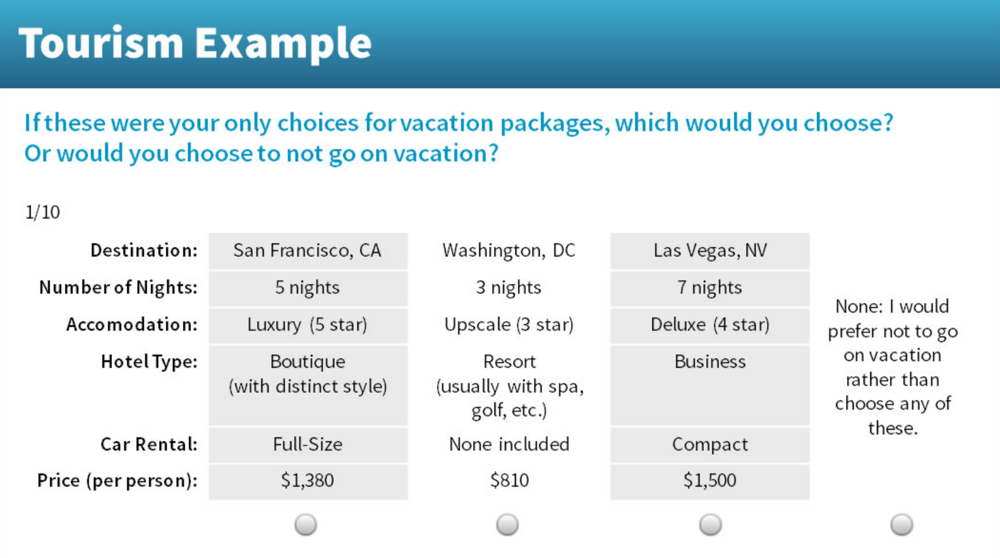 Tourism Example
If these were your only choices for vacation packages, which would you choose?
Or would you choose to not go on vacation?
1/10
Destination: San Francisco, CA Washington, DC Las Vegas, NV
Number of Nights: 5 nights 3 nights 7 nights
Accomodation: Luxury (5 star) Upscale (3 star) Deluxe (4 star)
Hotel Type: Boutique Resort Business
(with distinct style) (usually with spa,
golf, etc.)
Car Rental: Full-Size None included Compact
Price (per person): $1,380 $810 $1,500
None: I would
prefer not to go
on vacation
rather than
choose any of
these.